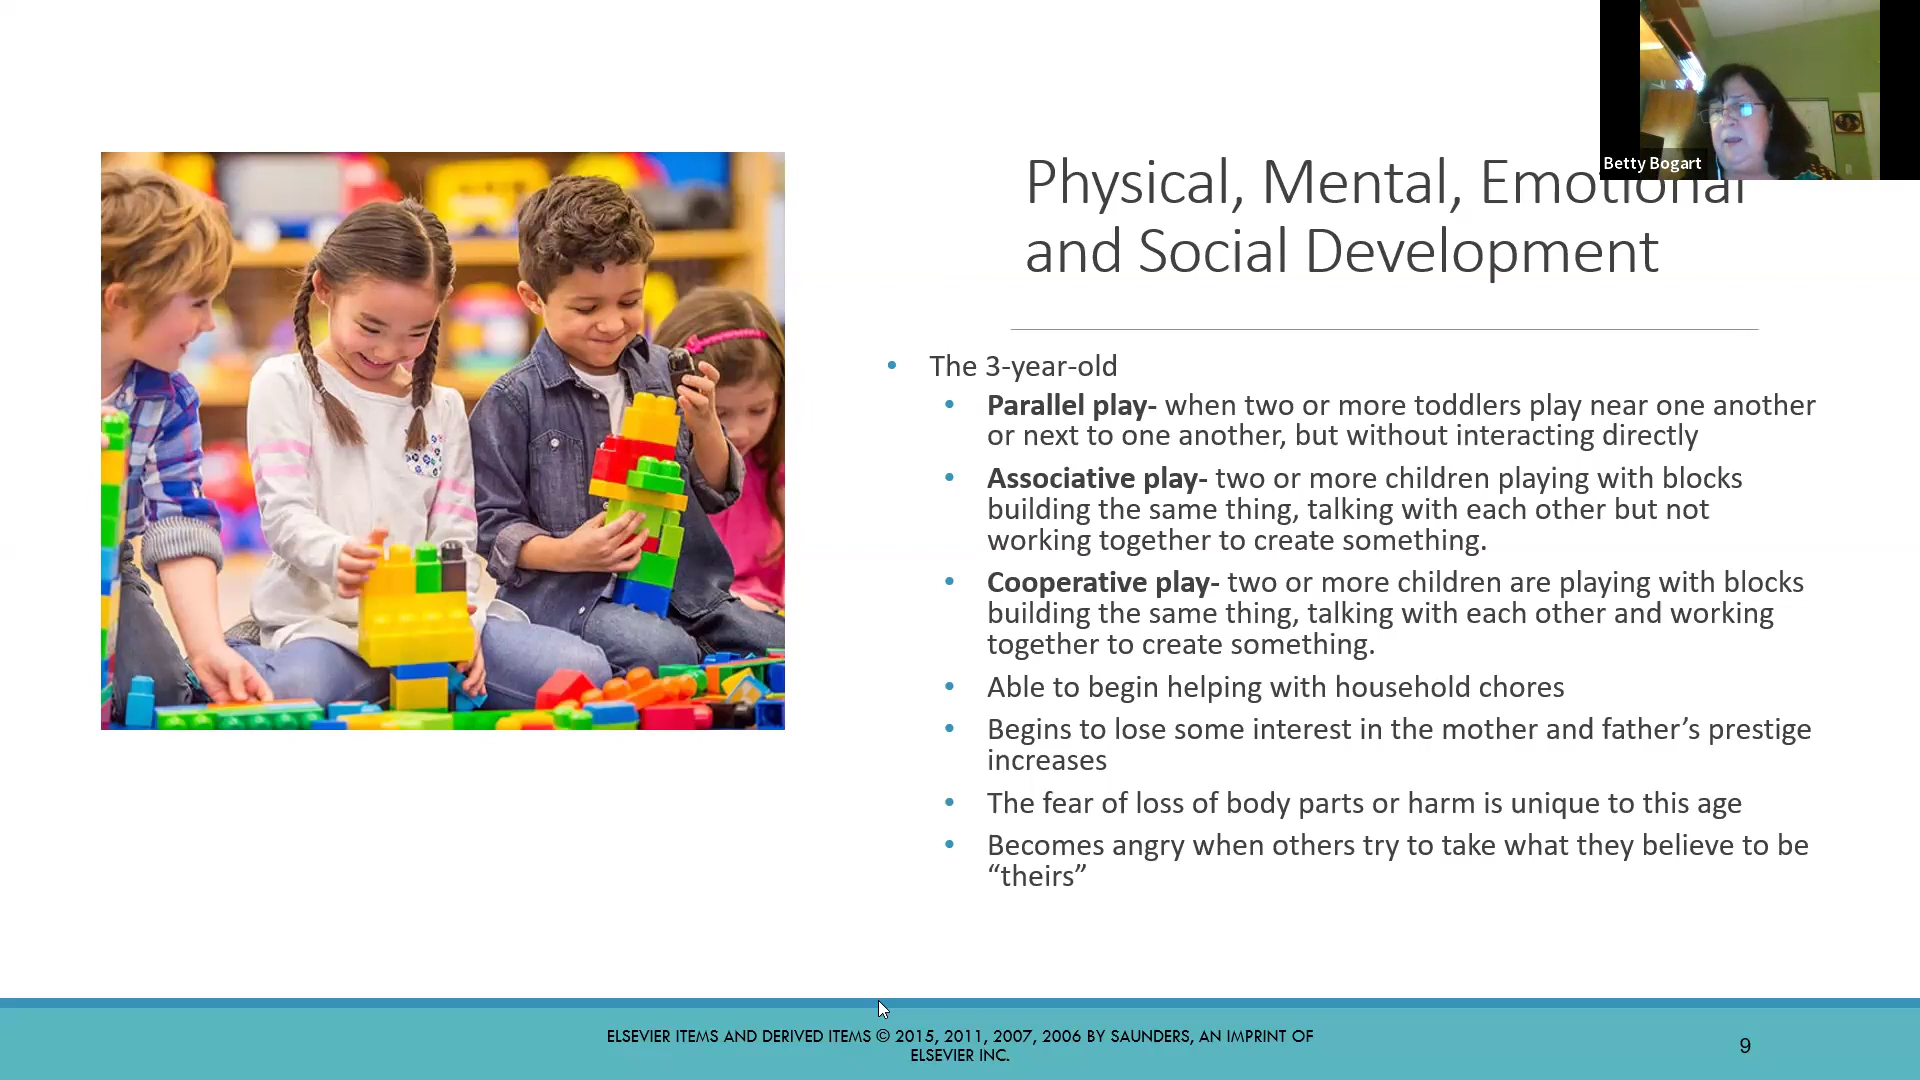 Betty Bogart
Physical, Mental, Emotional
and Social Development
• The 3-year-old
• Parallel play- when two or more toddlers play near one another
or next to one another, but without interacting directly
• Associative play- two or more children playing with blocks
building the same thing, talking with each other but not
working together to create something.
• Cooperative play- two or more children are playing with blocks
building the same thing, talking with each other and working
together to create something.
• Able to begin helping with household chores
• Begins to lose some interest in the mother and father’s prestige
increases
• The fear of loss of body parts or harm is unique to this age
• Becomes angry when others try to take what they believe to be
“theirs”
ELSEVIER ITEMS AND DERIVED ITEMS © 2015, 2011, 2007, 2006 BY SAUNDERS, AN IMPRINT OF
ELSEVIER INC.
9